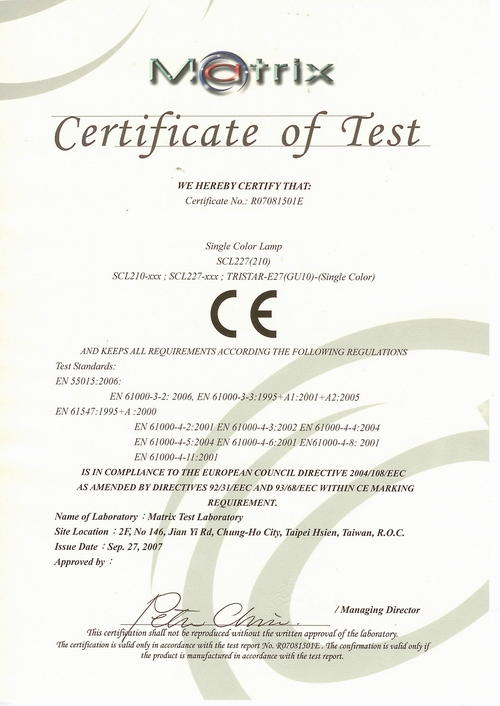 Matrix
Certificate of Test
WE HEREBY CERTIFY THAT:
Certificate No.: R07081501E
Single Color Lamp
SCL227(210)
SCL210-xxx ; SCL227-xxx ; TRISTAR-E27(GU10)-(Single Color)
CE
AND KEEPS ALL REQUIREMENTS ACCORDING THE FOLLOWING REGULATIONS
Test Standards:
EN 55015:2006:
EN 61000-3-2: 2006, EN 61000-3-3:1995+A1:2001+A2:2005
EN 61547:1995+A :2000
EN 61000-4-2:2001 EN 61000-4-3:2002 EN 61000-4-4:2004
EN 61000-4-5:2004 EN 61000-4-6:2001 EN61000-4-8: 2001
EN 61000-4-11:2001
IS IN COMPLIANCE TO THE EUROPEAN COUNCIL DIRECTIVE 2004/108/EEC
AS AMENDED BY DIRECTIVES 92/31/EEC AND 93/68/EEC WITHIN CE MARKING
REQUIREMENT.
Name of Laboratory : Matrix Test Laboratory
Site Location : 2F, No 146, Jian Yi Rd, Chung-Ho City, Taipei Hsien, Taiwan, R.O.C.
Issue Date : Sep. 27, 2007
Approved by :
/ Managing Director
This certification shall not be reproduced without the written approval of the laboratory.
The certification is valid only in accordance with the test report No. R07081501E . The confirmation is valid only if
the product is manufactured in accordance with the test report.